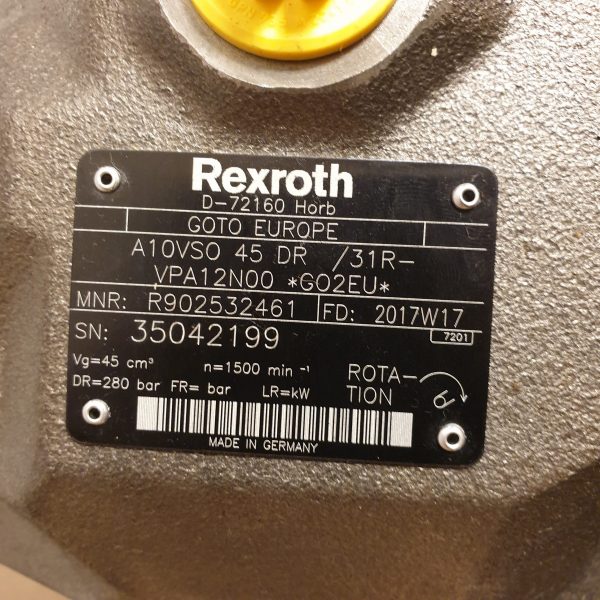 Rexroth
D-72160 Horb
GOTO EUROPE
A10VSO 45 DR /31R-
VPA12N00 *GO2EU*
MNR: R902532461 FD: 2017W17
SN: 35042199 7201
Vg=45 cm³ n=1500 min ⁻¹
DR=280 bar FR= bar LR=kW
ROTA-
TION R
MADE IN GERMANY